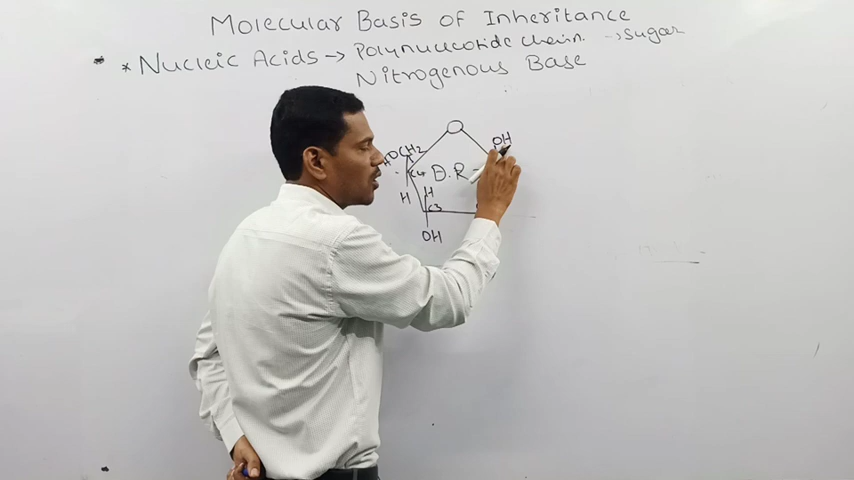 Molecular Basis of Inheritance
* Nucleic Acids → Polynucleotide chain. → Sugar
Nitrogenous Base
OH
HOCH2
C4 D.R
H H
C3
OH